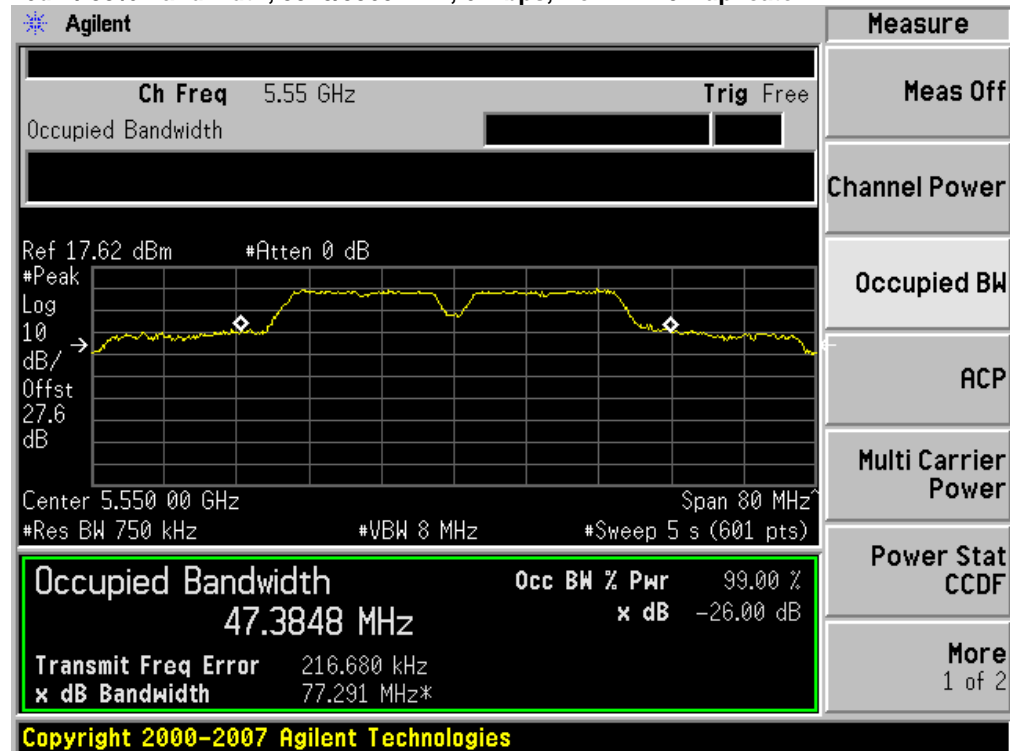 Agilent
Measure
Ch Freq 5.55 GHz Trig Free
Meas Off
Occupied Bandwidth
Channel Power
Ref 17.62 dBm #Atten 0 dB
#Peak
Log
10
dB/
Offst
27.6
dB
Occupied BW
ACP
Multi Carrier
Power
Center 5.550 00 GHz Span 80 MHz^
#Res BW 750 kHz #VBW 8 MHz #Sweep 5 s (601 pts)
Power Stat
CCDF
Occupied Bandwidth Occ BW % Pwr 99.00 %
47.3848 MHz x dB -26.00 dB
Transmit Freq Error 216.680 kHz
x dB Bandwidth 77.291 MHz*
More
1 of 2
Copyright 2000-2007 Agilent Technologies